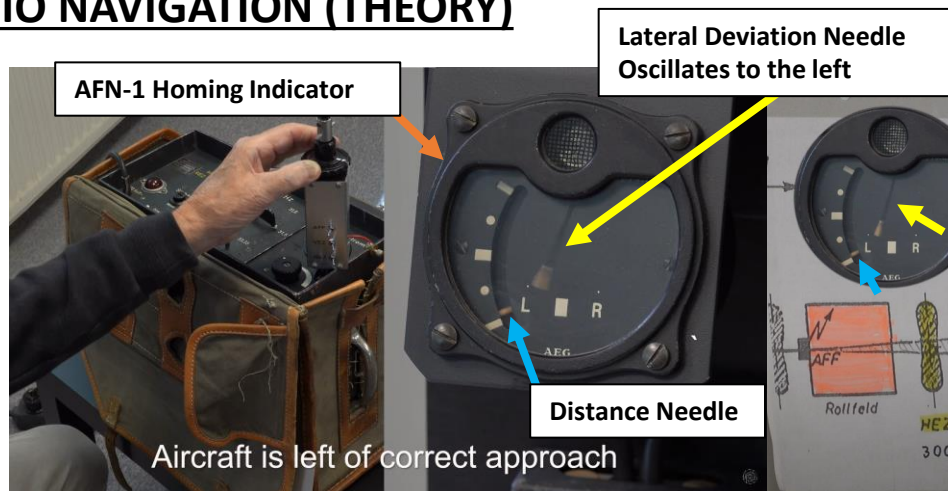 IO NAVIGATION (THEORY)
Lateral Deviation Needle
Oscillates to the left
AFN-1 Homing Indicator
L R
AEG
L R
AEG
AFF
Rollfeld
HEZ
300
Distance Needle
Aircraft is left of correct approach